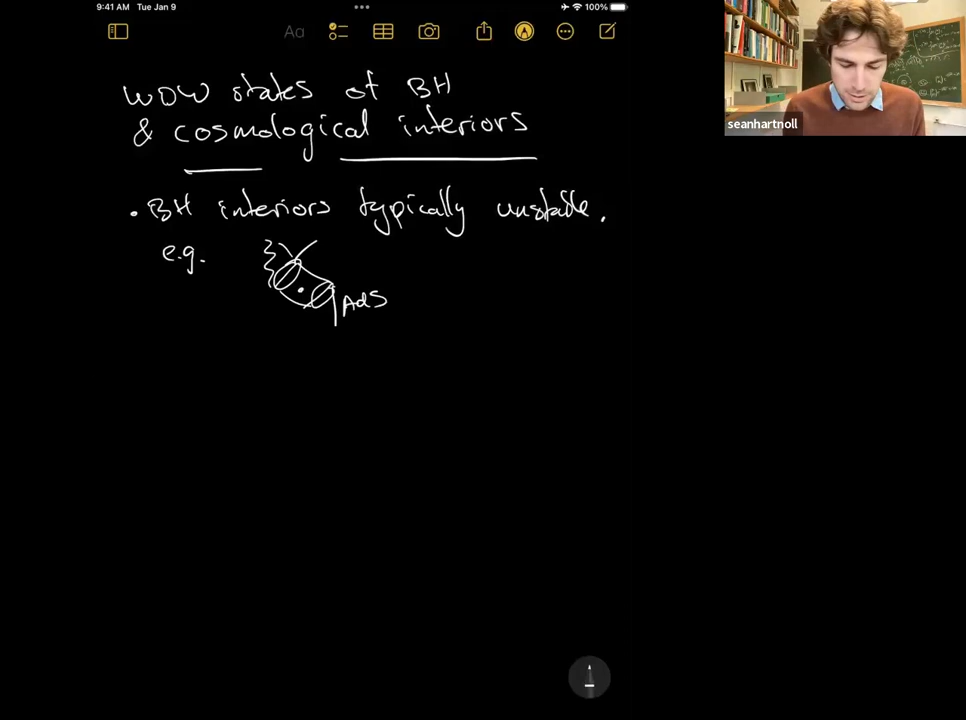 9:41 AM Tue Jan 9
100%
Aa
seanhartnoll
WDW states of BH
& cosmological interiors
• BH interiors typically unstable.
e.g.
AdS